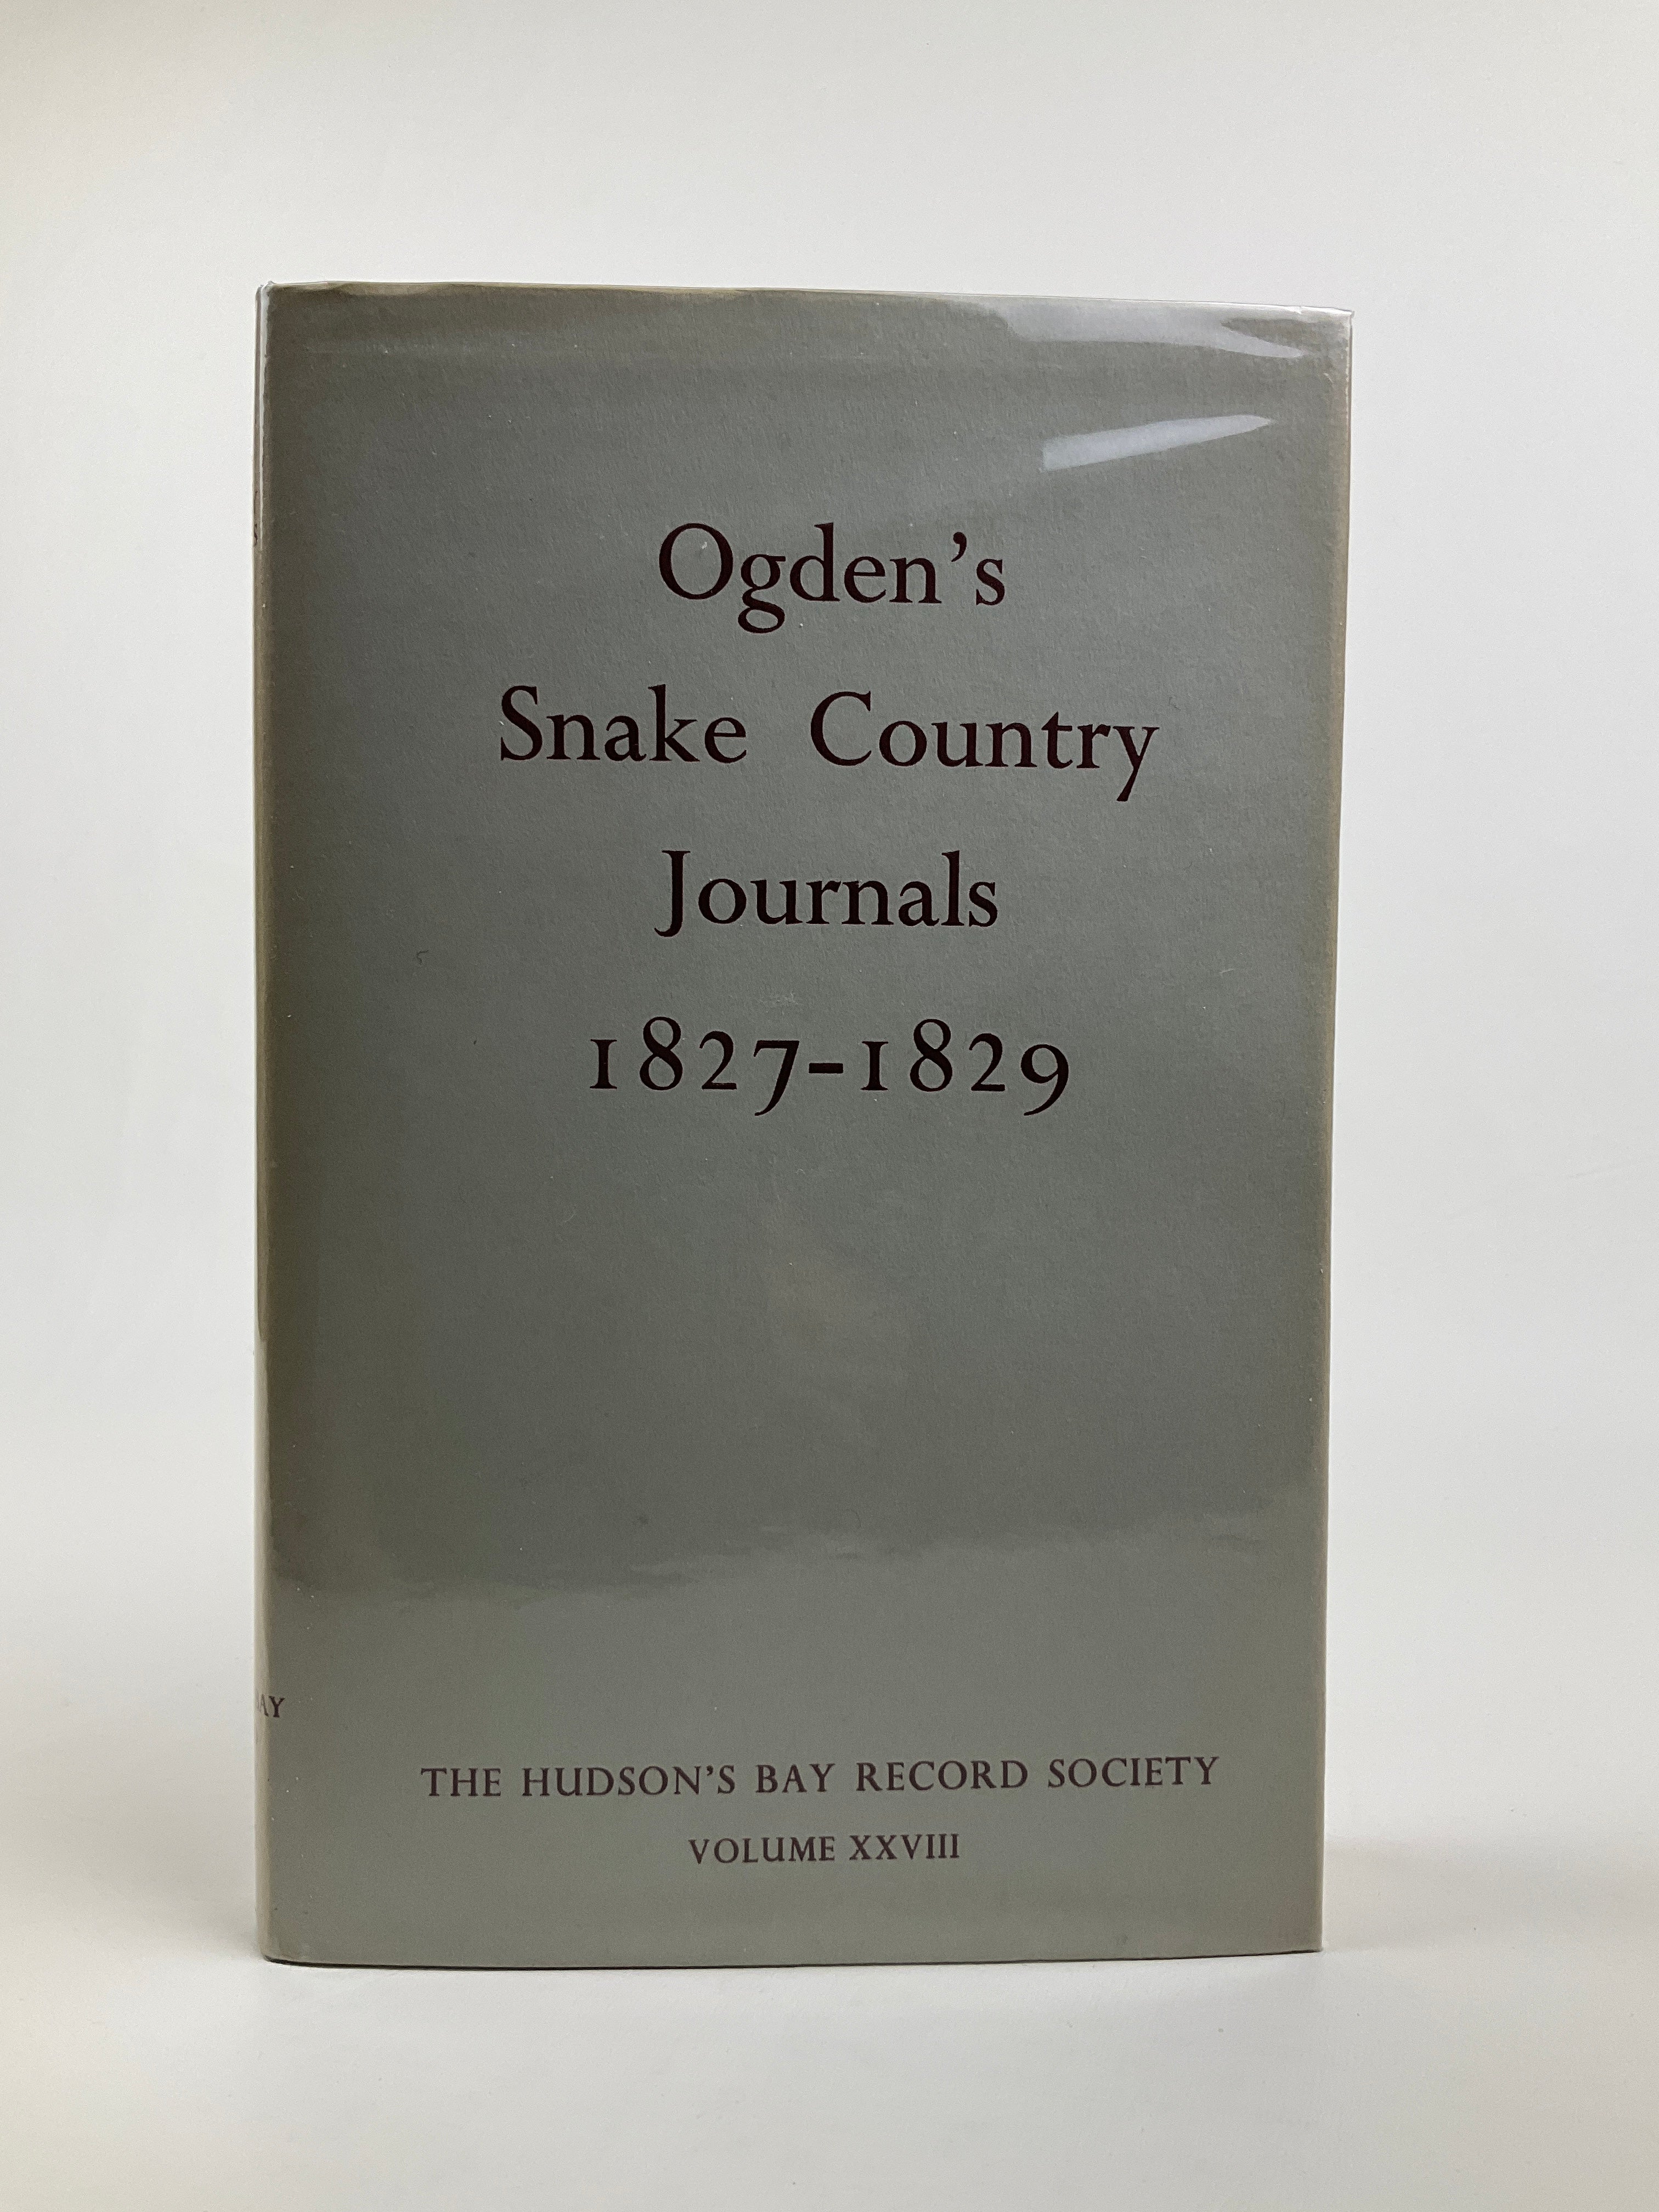 Ogden's
Snake Country
Journals
1827-1829
THE HUDSON'S BAY RECORD SOCIETY
VOLUME XXVIII